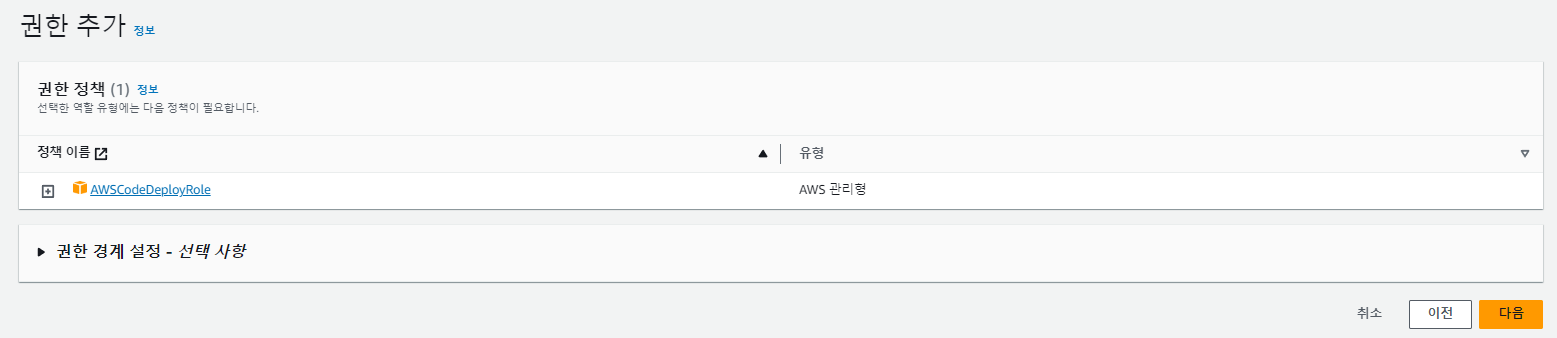 권한 추가 정보
권한 정책 (1) 정보
선택한 역할 유형에는 다음 정책이 필요합니다.
정책 이름 유형
AWSCodeDeployRole AWS 관리형
권한 경계 설정 - 선택 사항
취소 이전 다음